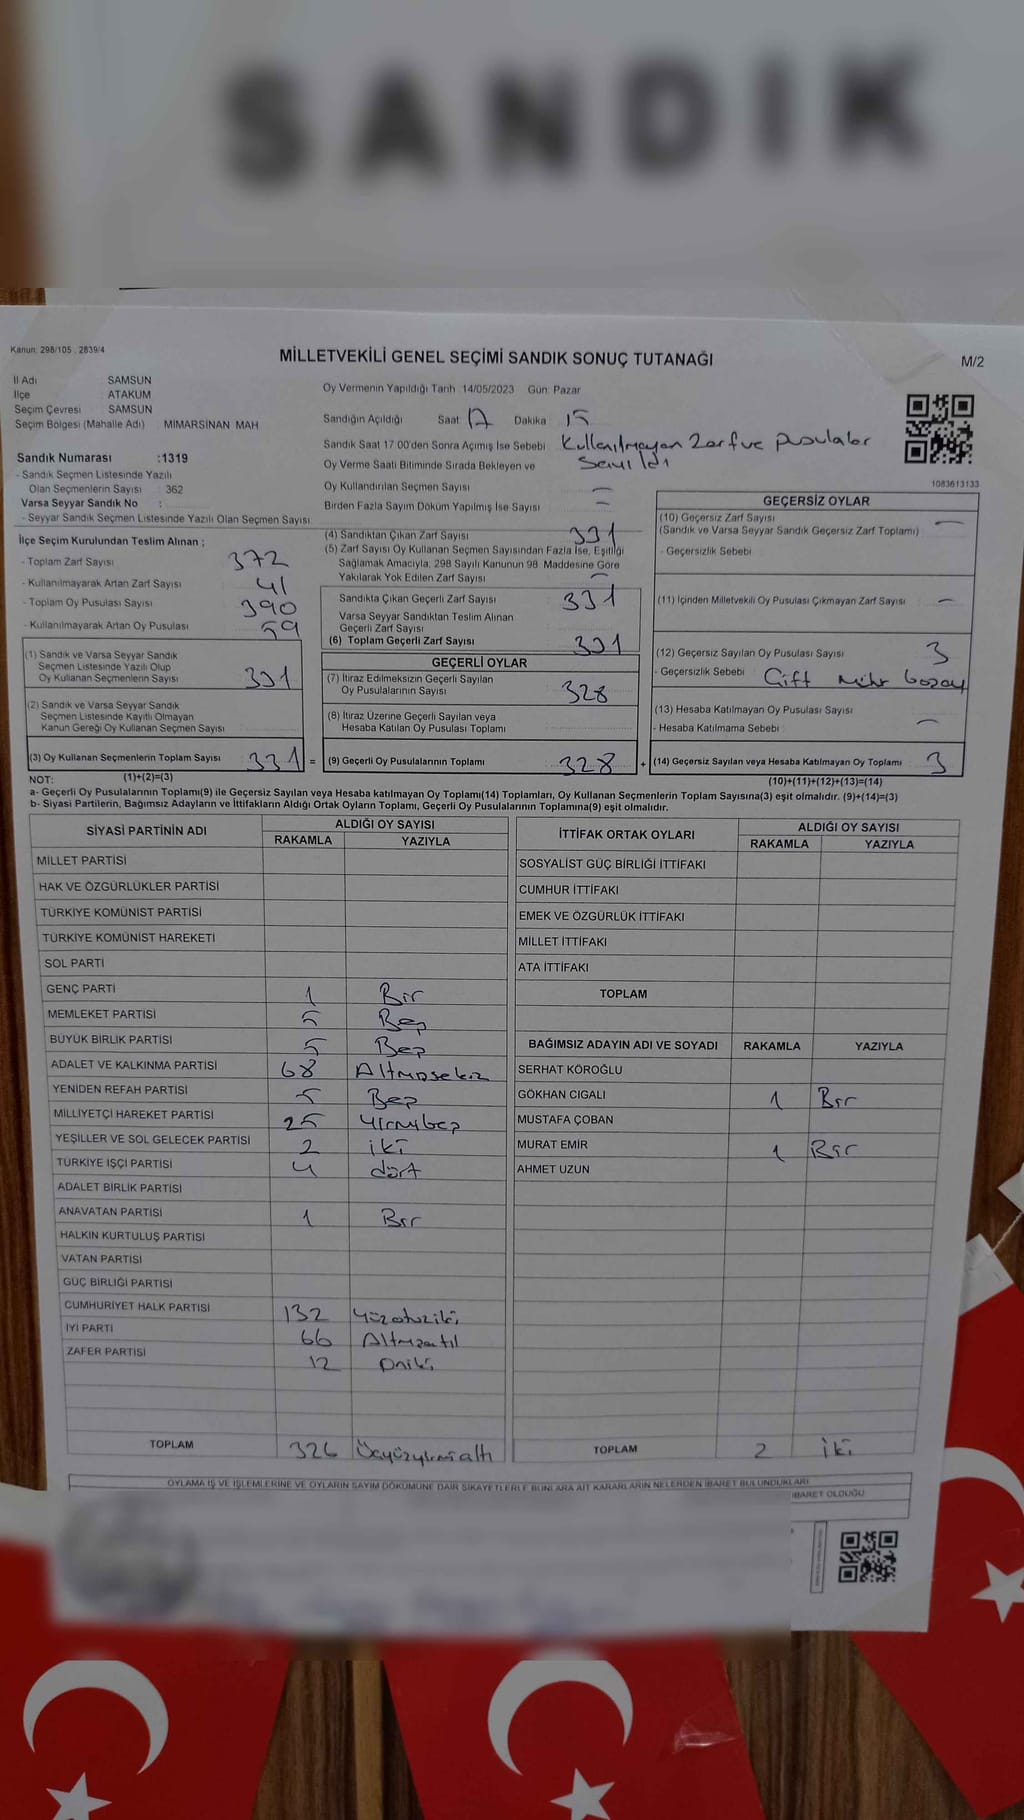 SANDIK
Kanun: 298/105 , 2839/4
MİLLETVEKİLİ GENEL SEÇİMİ SANDIK SONUÇ TUTANAĞI
M/2
İl Adı SAMSUN
İlçe : ATAKUM
Seçim Çevresi : SAMSUN
Seçim Bölgesi (Mahalle Adı) : MIMARSİNAN MAH
Sandık Numarası :1319
- Sandık Seçmen Listesinde Yazılı
Olan Seçmenlerin Sayısı : 362
Varsa Seyyar Sandık No :
- Seyyar Sandık Seçmen Listesinde Yazılı Olan Seçmen Sayısı
İlçe Seçim Kurulundan Teslim Alınan ;
- Toplam Zarf Sayısı 372
- Kullanılmayarak Artan Zarf Sayısı 41
- Toplam Oy Pusulası Sayısı 390
- Kullanılmayarak Artan Oy Pusulası 59
(1) Sandık ve Varsa Seyyar Sandık
Seçmen Listesinde Yazılı Olup
Oy Kullanan Seçmenlerin Sayısı 331
(2) Sandık ve Varsa Seyyar Sandık
Seçmen Listesinde Kayıtlı Olmayan
Kanun Gereği Oy Kullanan Seçmen Sayısı
(3) Oy Kullanan Seçmenlerin Toplam Sayısı 331 =
Oy Vermenin Yapıldığı Tarih 14/05/2023 Gün: Pazar
Sandığın Açıldığı Saat 17 Dakika 15
Sandık Saat 17:00'den Sonra Açımış İse Sebebi : Kullanılmayan Zarf ve pusulalar
Oy Verme Saati Bitiminde Sırada Bekleyen ve Sayıldı
Oy Kullandırılan Seçmen Sayısı : –
Birden Fazla Sayım Döküm Yapılmış İse Sayısı : –
(4) Sandıktan Çıkan Zarf Sayısı 331
(5) Zarf Sayısı Oy Kullanan Seçmen Sayısından Fazla İse, Eşitliği
Sağlamak Amacıyla, 298 Sayılı Kanunun 98. Maddesine Göre
Yakılarak Yok Edilen Zarf Sayısı –
Sandıkta Çıkan Geçerli Zarf Sayısı 331
Varsa Seyyar Sandıktan Teslim Alınan
Geçerli Zarf Sayısı
(6) Toplam Geçerli Zarf Sayısı 331
GEÇERLİ OYLAR
(7) İtiraz Edilmeksizin Geçerli Sayılan
Oy Pusulalarının Sayısı 328
(8) İtiraz Üzerine Geçerli Sayılan veya
Hesaba Katılan Oy Pusulası Toplamı
(9) Geçerli Oy Pusulalarının Toplamı 328 +
1083613133
GEÇERSİZ OYLAR
(10) Geçersiz Zarf Sayısı –
(Sandık ve Varsa Seyyar Sandık Geçersiz Zarf Toplamı)
- Geçersizlik Sebebi :
(11) İçinden Milletvekili Oy Pusulası Çıkmayan Zarf Sayısı –
(12) Geçersiz Sayılan Oy Pusulası Sayısı 3
- Geçersizlik Sebebi : Çift Mühr
(13) Hesaba Katılmayan Oy Pusulası Sayısı –
- Hesaba Katılmama Sebebi :
(14) Geçersiz Sayılan veya Hesaba Katılmayan Oy Toplamı 3
NOT: (1)+(2)=(3) (10)+(11)+(12)+(13)=(14)
a- Geçerli Oy Pusulalarının Toplamı(9) ile Geçersiz Sayılan veya Hesaba katılmayan Oy Toplamı(14) Toplamları, Oy Kullanan Seçmenlerin Toplam Sayısına(3) eşit olmalıdır. (9)+(14)=(3)
b- Siyasi Partilerin, Bağımsız Adayların ve İttifakların Aldığı Ortak Oyların Toplamı, Geçerli Oy Pusulalarının Toplamına(9) eşit olmalıdır.
SİYASİ PARTİNİN ADI ALDIĞI OY SAYISI
RAKAMLA YAZIYLA
MİLLET PARTİSİ
HAK VE ÖZGÜRLÜKLER PARTİSİ
TÜRKİYE KOMÜNİST PARTİSİ
TÜRKİYE KOMÜNİST HAREKETİ
SOL PARTİ
GENÇ PARTİ 1 Bir
MEMLEKET PARTİSİ 5 Beş
BÜYÜK BİRLİK PARTİSİ 5 Beş
ADALET VE KALKINMA PARTİSİ 68 Altmışsekiz
YENİDEN REFAH PARTİSİ 5 Beş
MİLLİYETÇİ HAREKET PARTİSİ 25 Yirmibeş
YEŞİLLER VE SOL GELECEK PARTİSİ 2 iki
TÜRKİYE İŞÇİ PARTİSİ 4 dört
ADALET BİRLİK PARTİSİ
ANAVATAN PARTİSİ 1 Bir
HALKIN KURTULUŞ PARTİSİ
VATAN PARTİSİ
GÜÇ BİRLİĞİ PARTİSİ
CUMHURİYET HALK PARTİSİ 132 Yüzotuziki
İYİ PARTİ 66 Altmışaltı
ZAFER PARTİSİ 12 Oniki
TOPLAM 326 Üçyüzyirmialtı
İTTİFAK ORTAK OYLARI ALDIĞI OY SAYISI
RAKAMLA YAZIYLA
SOSYALİST GÜÇ BİRLİĞİ İTTİFAKI
CUMHUR İTTİFAKI
EMEK VE ÖZGÜRLÜK İTTİFAKI
MİLLET İTTİFAKI
ATA İTTİFAKI
TOPLAM
BAĞIMSIZ ADAYIN ADI VE SOYADI RAKAMLA YAZIYLA
SERHAT KÖROĞLU
GÖKHAN CIGALI 1 Bir
MUSTAFA ÇOBAN
MURAT EMİR 1 Bir
AHMET UZUN
TOPLAM 2 iki
OYLAMA İŞ VE İŞLEMLERİNE VE OYLARIN SAYIM DÖKÜMÜNE DAİR ŞİKAYETLERLE BUNLARA AİT KARARLARIN NELERDEN İBARET BULUNDUKLARI
İBARET OLDUĞU